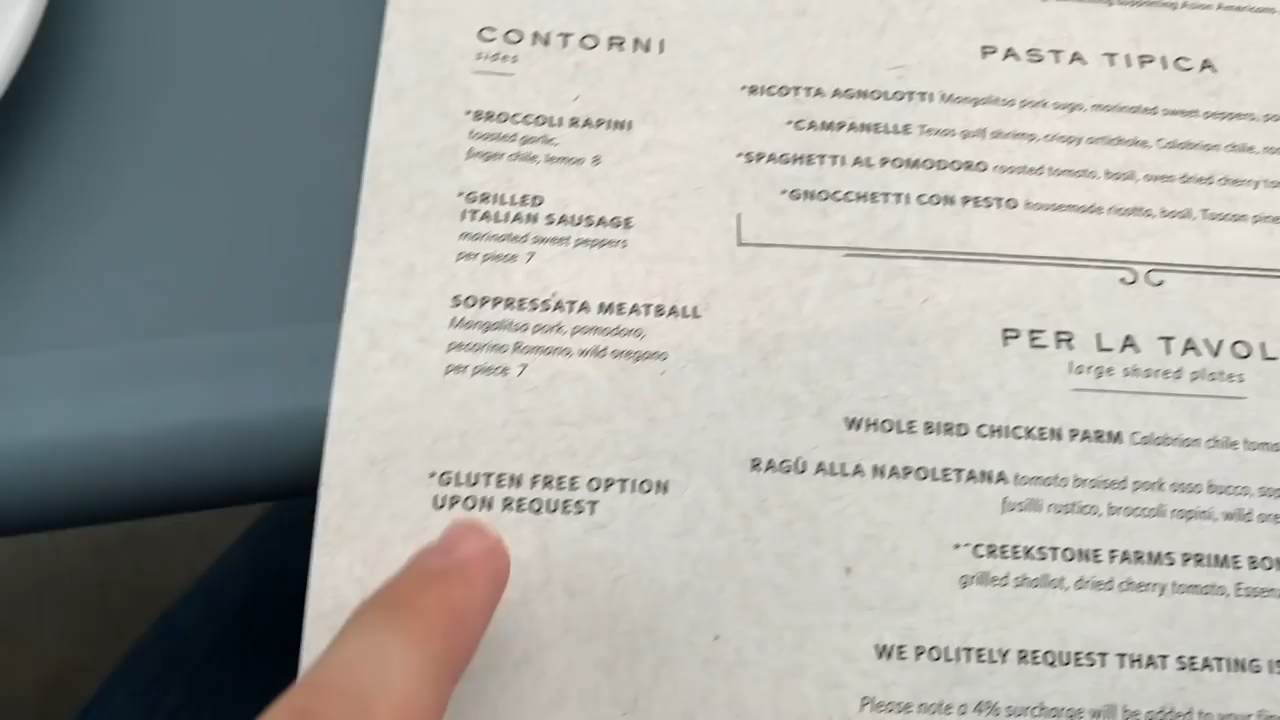 CONTORNI
sides
*BROCCOLI RAPINI
toasted garlic,
finger chile, lemon 8
*GRILLED
ITALIAN SAUSAGE
marinated sweet peppers
per piece 7
SOPPRESSATA MEATBALL
Mangalitsa pork, pomodoro,
pecorino Romano, wild oregano
per piece 7
*GLUTEN FREE OPTION
UPON REQUEST
supporting Asian Americans
PASTA TIPICA
*RICOTTA AGNOLOTTI Mangalitsa pork sugo, marinated sweet peppers,
*CAMPANELLE Texas gulf shrimp, crispy artichoke, Calabrian chile,
*SPAGHETTI AL POMODORO roasted tomato, basil, oven dried cherry
*GNOCCHETTI CON PESTO housemade ricotta, basil, Tuscan
PER LA TAVOL
large shared plates
WHOLE BIRD CHICKEN PARM Calabrian chile
RAGÙ ALLA NAPOLETANA tomato braised pork osso bucco,
fusilli rustico, broccoli rapini, wild
*CREEKSTONE FARMS PRIME
grilled shallot, dried cherry tomato,
WE POLITELY REQUEST THAT SEATING
Please note a 4% surcharge will be added to your